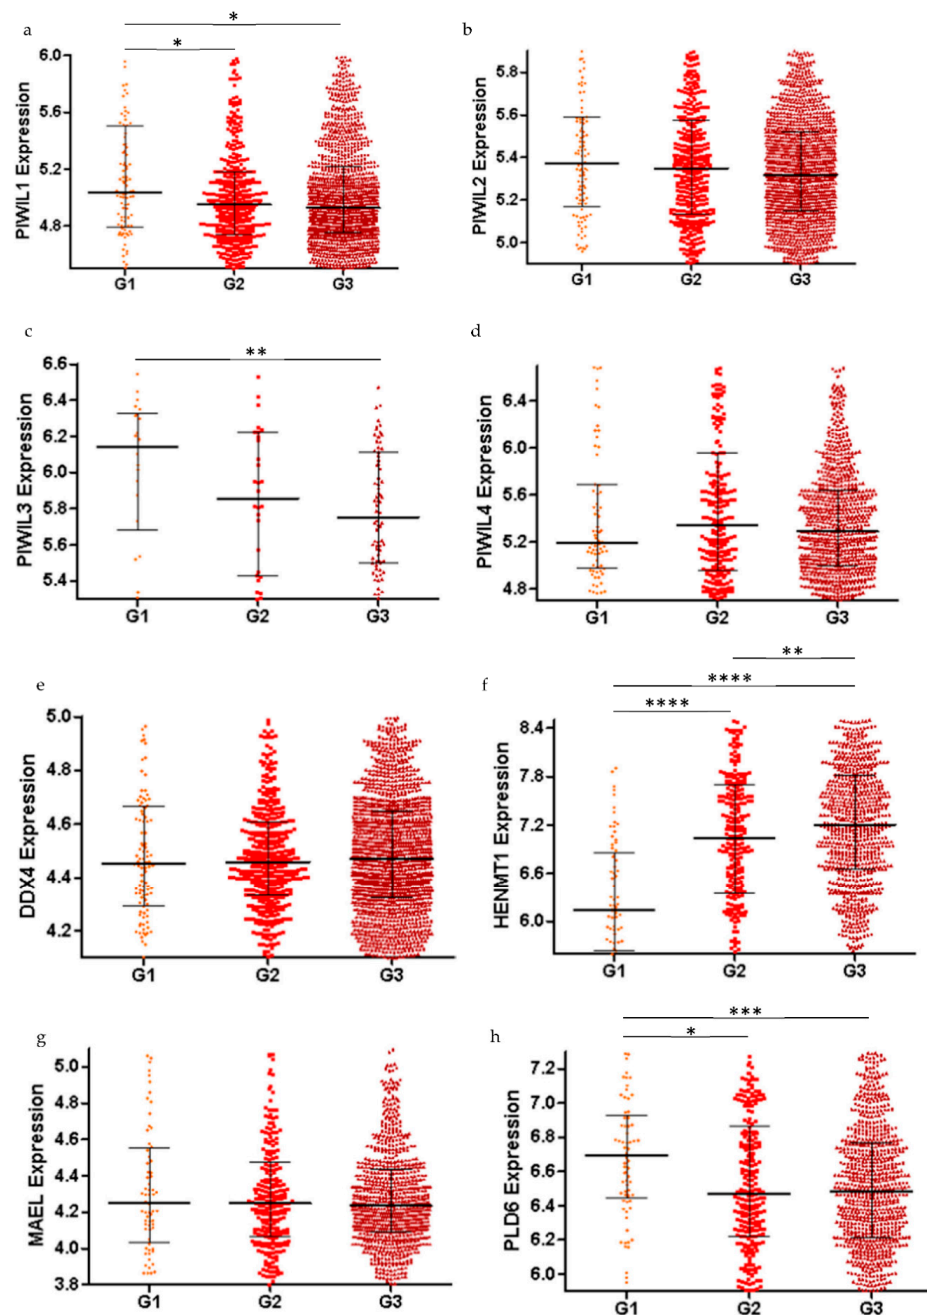 a
*
*
PIWIL1 Expression
6.0
5.6
5.2
4.8
G1 G2 G3
b
PIWIL2 Expression
5.8
5.6
5.4
5.2
5.0
G1 G2 G3
c
**
PIWIL3 Expression
6.6
6.4
6.2
6.0
5.8
5.6
5.4
G1 G2 G3
d
PIWIL4 Expression
6.4
6.0
5.6
5.2
4.8
G1 G2 G3
e
DDX4 Expression
5.0
4.8
4.6
4.4
4.2
G1 G2 G3
f
**
****
****
HENMT1 Expression
8.4
7.8
7.2
6.6
6.0
G1 G2 G3
g
MAEL Expression
5.0
4.8
4.6
4.4
4.2
4.0
3.8
G1 G2 G3
h
***
*
PLD6 Expression
7.2
7.0
6.8
6.6
6.4
6.2
6.0
G1 G2 G3